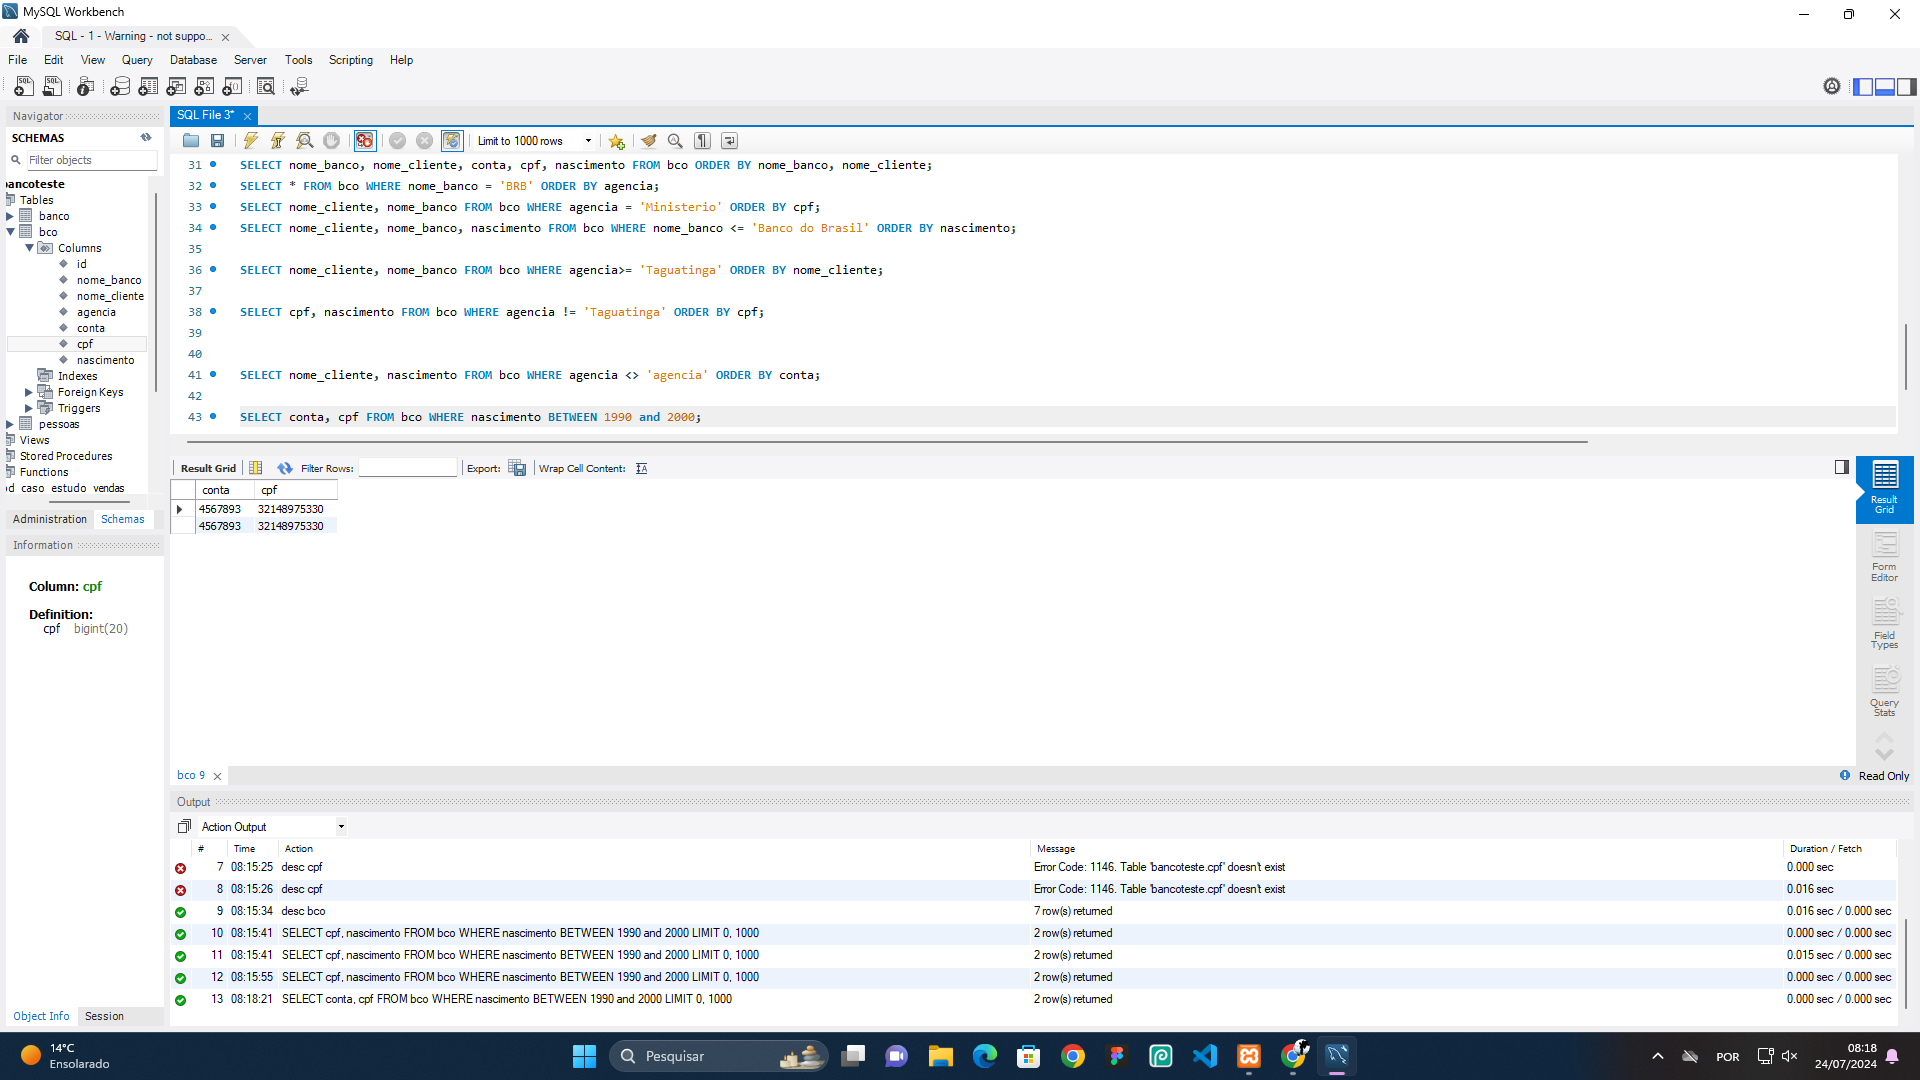 MySQL Workbench
SQL - 1 - Warning - not suppo...
File Edit View Query Database Server Tools Scripting Help
Navigator
SCHEMAS
Filter objects
bancoteste
Tables
banco
bco
Columns
id
nome_banco
nome_cliente
agencia
conta
cpf
nascimento
Indexes
Foreign Keys
Triggers
pessoas
Views
Stored Procedures
Functions
od_caso_estudo_vendas
Administration Schemas
Information
Column: cpf
Definition:
cpf bigint(20)
Object Info Session
SQL File 3*
Limit to 1000 rows
31 SELECT nome_banco, nome_cliente, conta, cpf, nascimento FROM bco ORDER BY nome_banco, nome_cliente;
32 SELECT * FROM bco WHERE nome_banco = 'BRB' ORDER BY agencia;
33 SELECT nome_cliente, nome_banco FROM bco WHERE agencia = 'Ministerio' ORDER BY cpf;
34 SELECT nome_cliente, nome_banco, nascimento FROM bco WHERE nome_banco <= 'Banco do Brasil' ORDER BY nascimento;
35
36 SELECT nome_cliente, nome_banco FROM bco WHERE agencia>= 'Taguatinga' ORDER BY nome_cliente;
37
38 SELECT cpf, nascimento FROM bco WHERE agencia != 'Taguatinga' ORDER BY cpf;
39
40
41 SELECT nome_cliente, nascimento FROM bco WHERE agencia <> 'agencia' ORDER BY conta;
42
43 SELECT conta, cpf FROM bco WHERE nascimento BETWEEN 1990 and 2000;
Result Grid Filter Rows: Export: Wrap Cell Content:
conta cpf
4567893 32148975330
4567893 32148975330
Result Grid
Form Editor
Field Types
Query Stats
bco 9
Read Only
Output
Action Output
# Time Action Message Duration / Fetch
7 08:15:25 desc cpf Error Code: 1146. Table 'bancoteste.cpf' doesn't exist 0.000 sec
8 08:15:26 desc cpf Error Code: 1146. Table 'bancoteste.cpf' doesn't exist 0.016 sec
9 08:15:34 desc bco 7 row(s) returned 0.016 sec / 0.000 sec
10 08:15:41 SELECT cpf, nascimento FROM bco WHERE nascimento BETWEEN 1990 and 2000 LIMIT 0, 1000 2 row(s) returned 0.000 sec / 0.000 sec
11 08:15:41 SELECT cpf, nascimento FROM bco WHERE nascimento BETWEEN 1990 and 2000 LIMIT 0, 1000 2 row(s) returned 0.015 sec / 0.000 sec
12 08:15:55 SELECT cpf, nascimento FROM bco WHERE nascimento BETWEEN 1990 and 2000 LIMIT 0, 1000 2 row(s) returned 0.000 sec / 0.000 sec
13 08:18:21 SELECT conta, cpf FROM bco WHERE nascimento BETWEEN 1990 and 2000 LIMIT 0, 1000 2 row(s) returned 0.000 sec / 0.000 sec
14°C
Ensolarado
Pesquisar
POR
08:18
24/07/2024